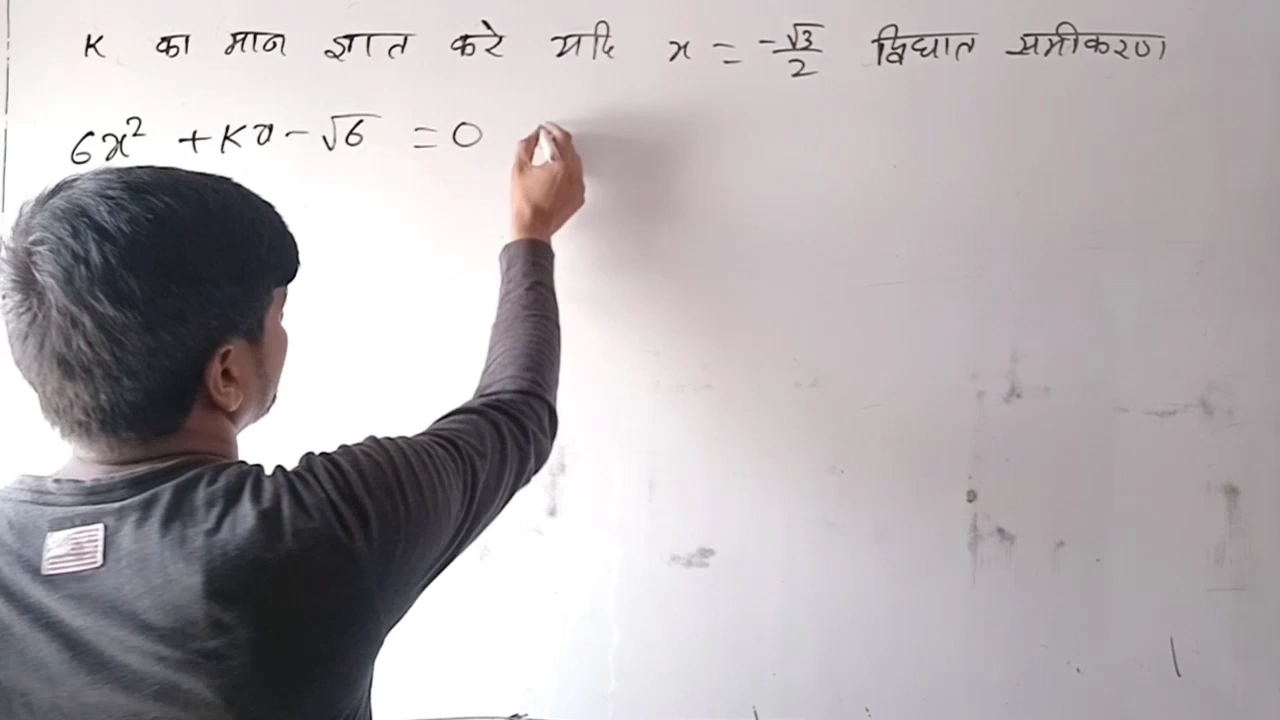 K का मान ज्ञात करे यदि x = -√3/2 द्विघात समीकरण
6x² + Kx - √6 = 0